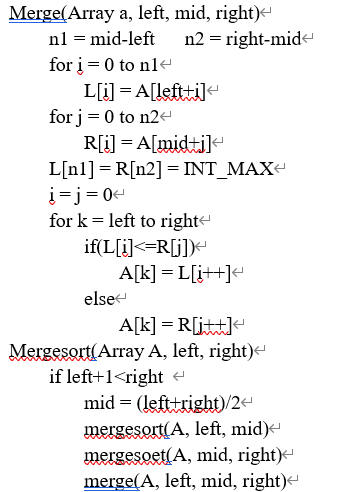 Merge(Array a, left, mid, right)↵
n1 = mid-left n2 = right-mid↵
for i = 0 to n1↵
L[i] = A[left+i]↵
for j = 0 to n2↵
R[i] = A[mid+j]↵
L[n1] = R[n2] = INT_MAX↵
i = j = 0↵
for k = left to right↵
if(L[i]<=R[j])↵
A[k] = L[i++]↵
else↵
A[k] = R[j++]↵
Mergesort(Array A, left, right)↵
if left+1<right ↵
mid = (left+right)/2↵
mergesort(A, left, mid)↵
mergesoet(A, mid, right)↵
merge(A, left, mid, right)↵